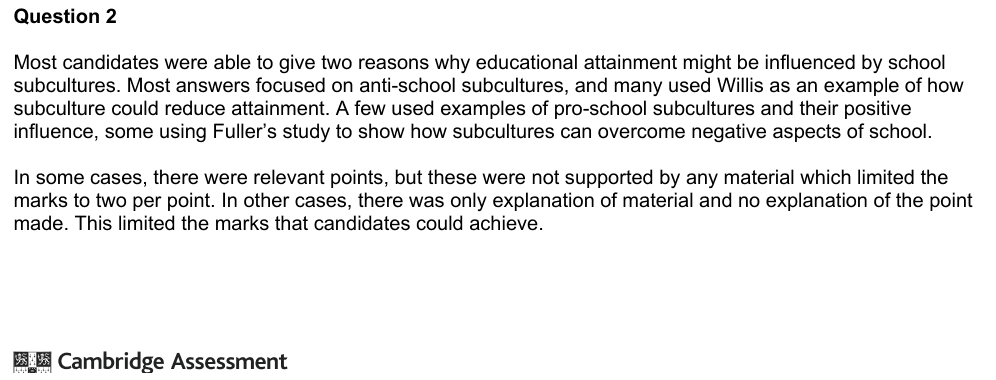 Question 2
Most candidates were able to give two reasons why educational attainment might be influenced by school
subcultures. Most answers focused on anti-school subcultures, and many used Willis as an example of how
subculture could reduce attainment. A few used examples of pro-school subcultures and their positive
influence, some using Fuller’s study to show how subcultures can overcome negative aspects of school.
In some cases, there were relevant points, but these were not supported by any material which limited the
marks to two per point. In other cases, there was only explanation of material and no explanation of the point
made. This limited the marks that candidates could achieve.
Cambridge Assessment